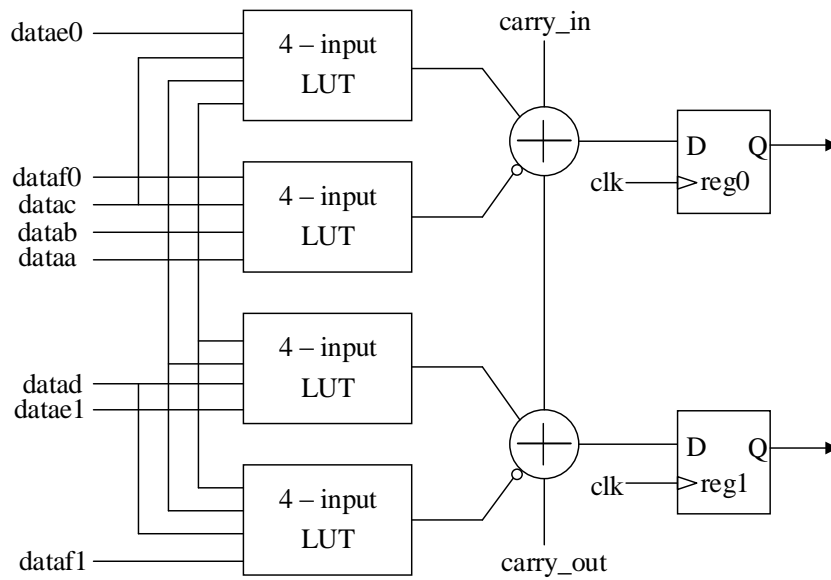 datae0
4 – input
LUT
carry_in
D Q
clk reg0
dataf0
datac
datab
dataa
4 – input
LUT
4 – input
LUT
datad
datae1
D Q
clk reg1
4 – input
LUT
dataf1
carry_out